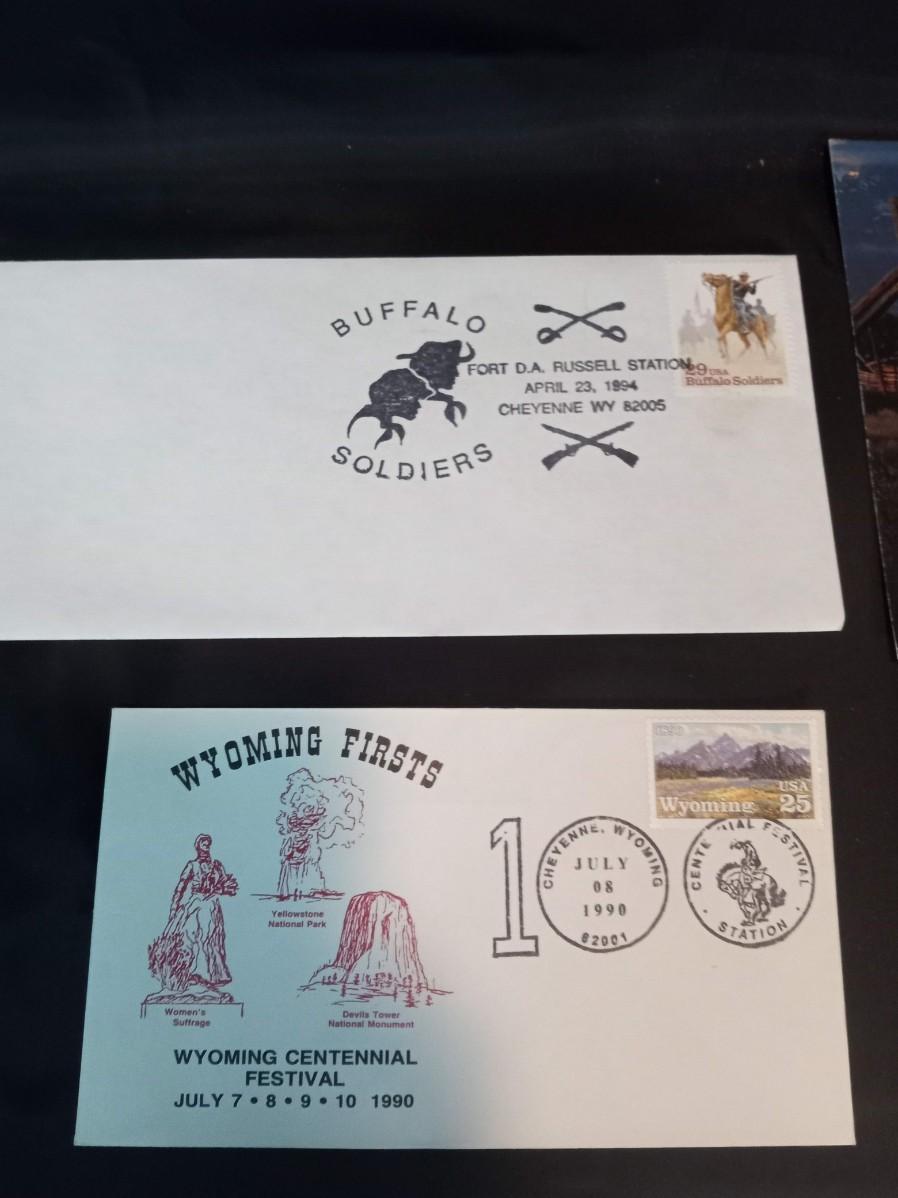 BUFFALO
SOLDIERS
FORT D.A. RUSSELL STATION
APRIL 23, 1994
CHEYENNE WY 82005
29 USA
Buffalo Soldiers
WYOMING FIRSTS
Yellowstone
National Park
Women's
Suffrage
Devils Tower
National Monument
WYOMING CENTENNIAL
FESTIVAL
JULY 7 • 8 • 9 • 10 1990
1890
USA
Wyoming 25
1
CHEYENNE, WYOMING
JULY
08
1990
82001
FESTIVAL
STATION